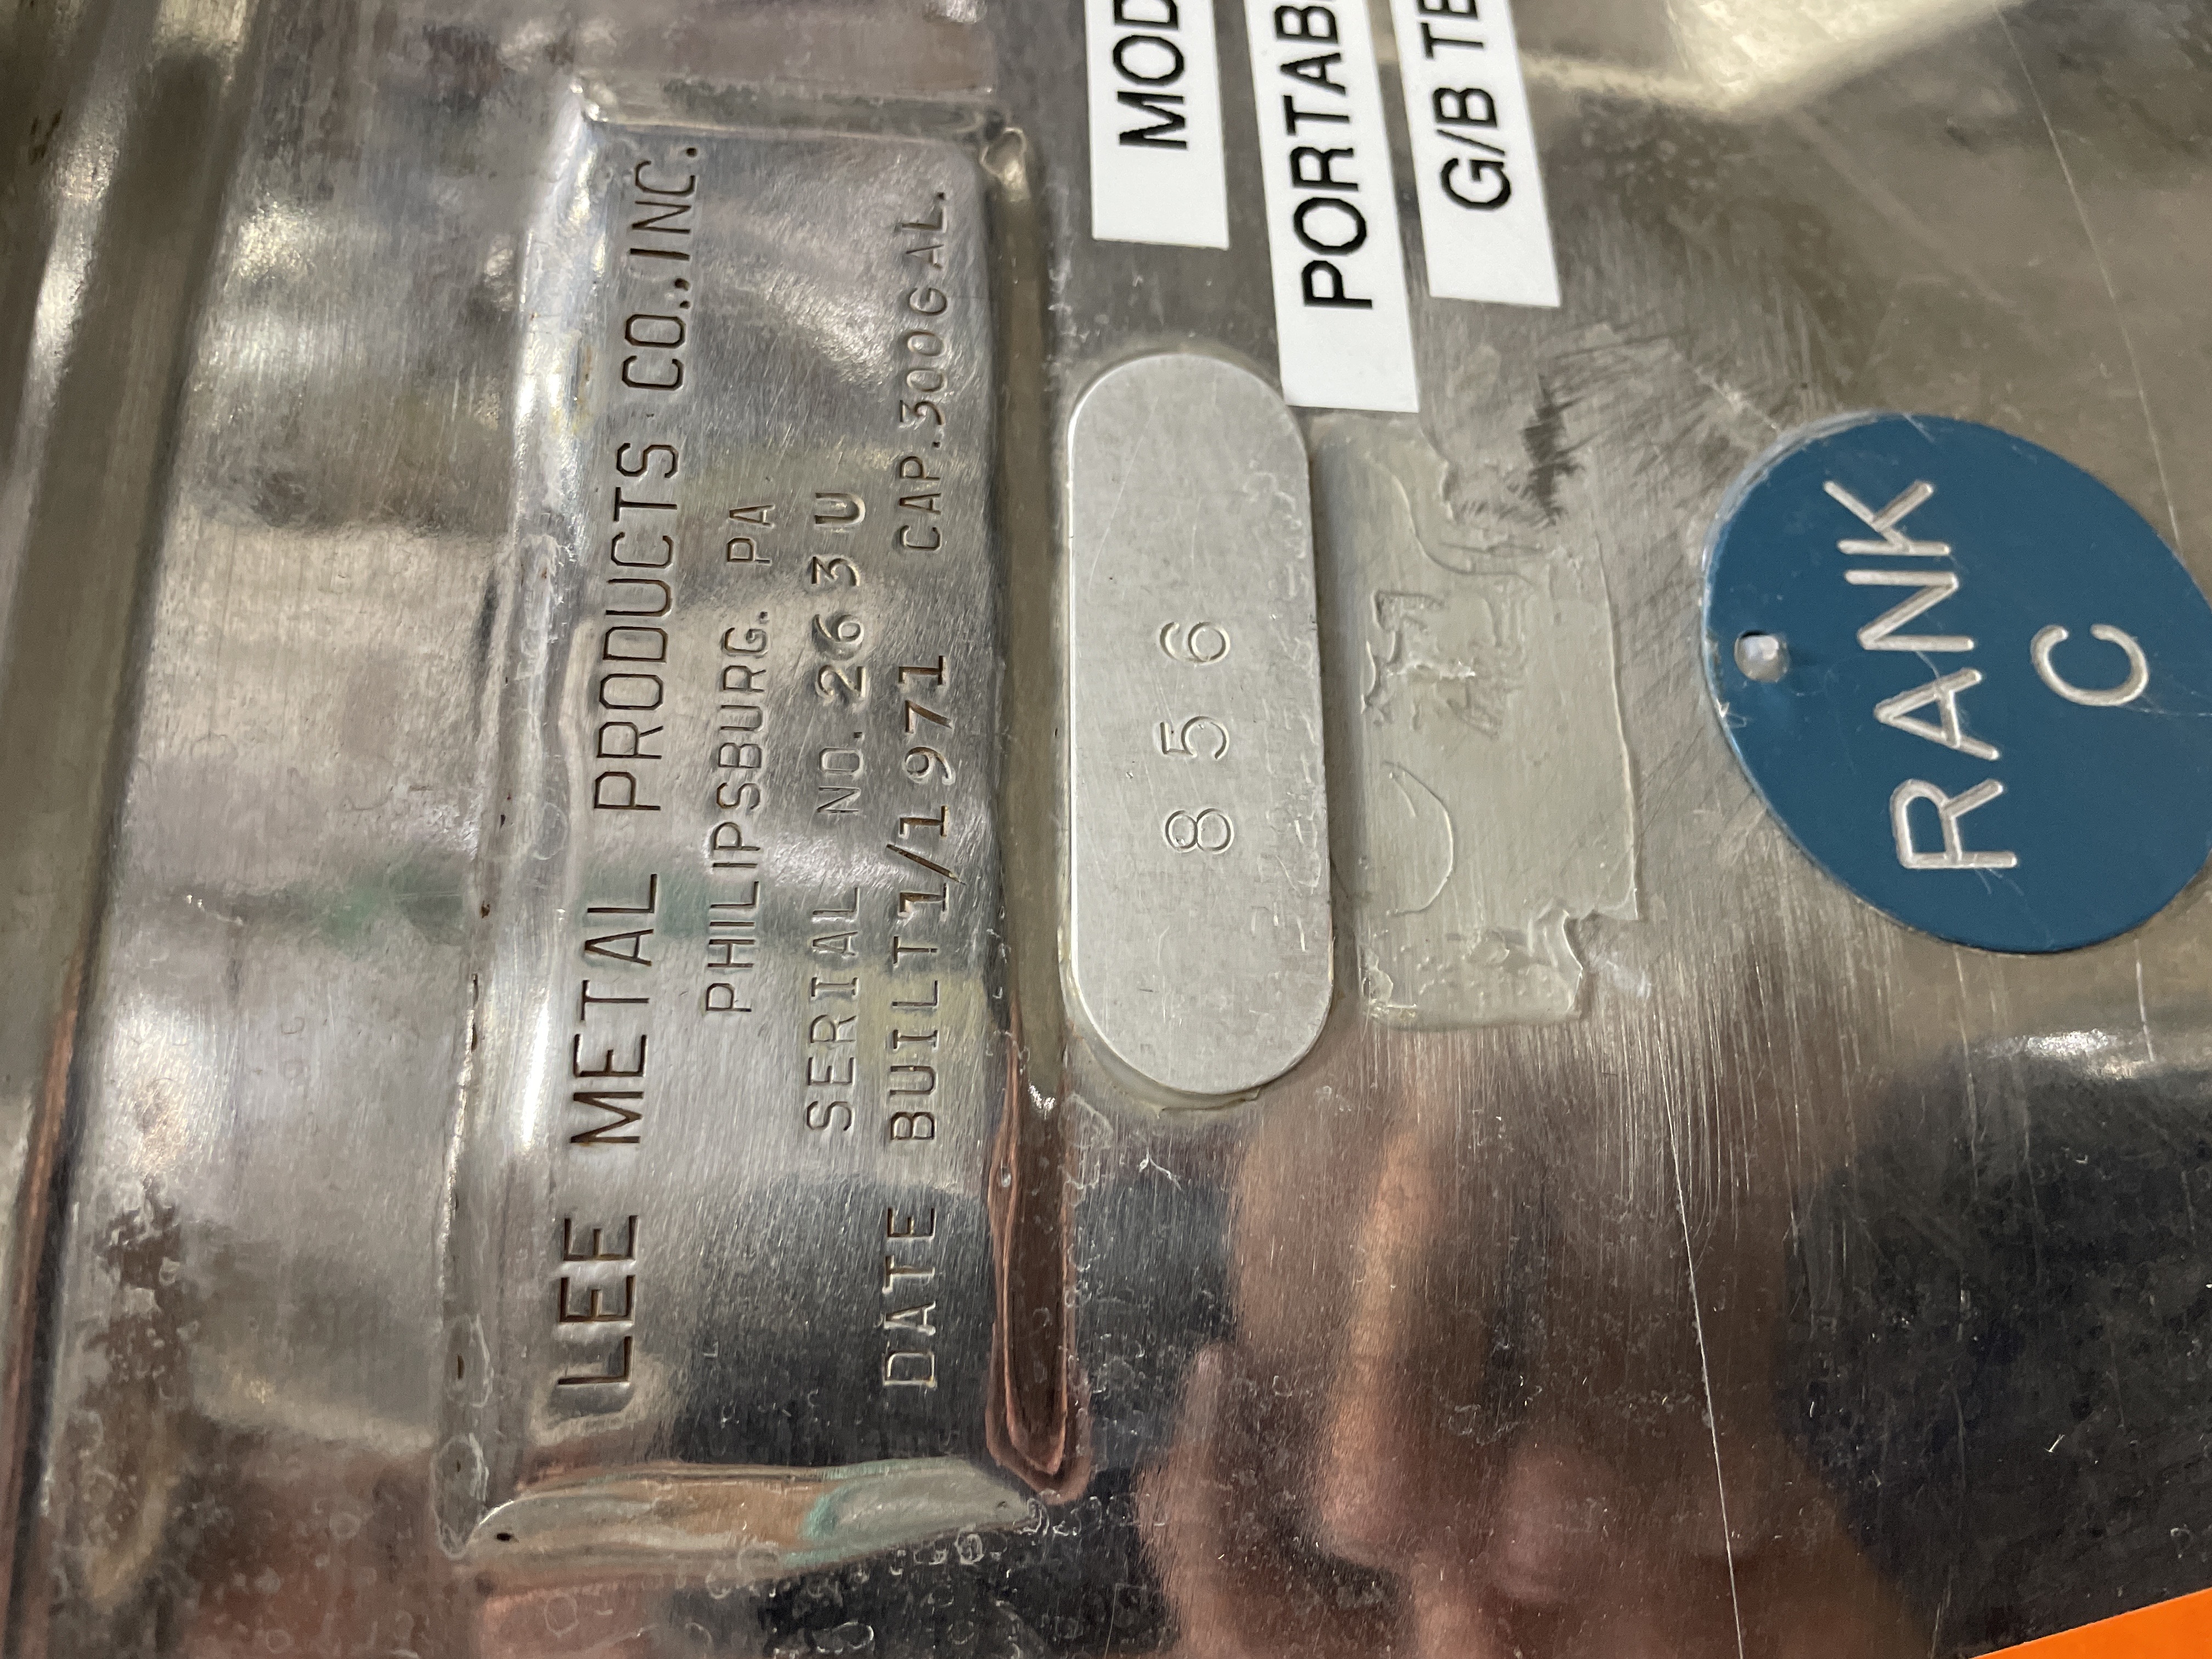 LEE METAL PRODUCTS CO.,INC.
PHILIPSBURG. PA
SERIAL NO. 263U
DATE BUILT 1/1971 CAP.300GAL.
856
MOD
PORTAB
G/B TE
RANK
C